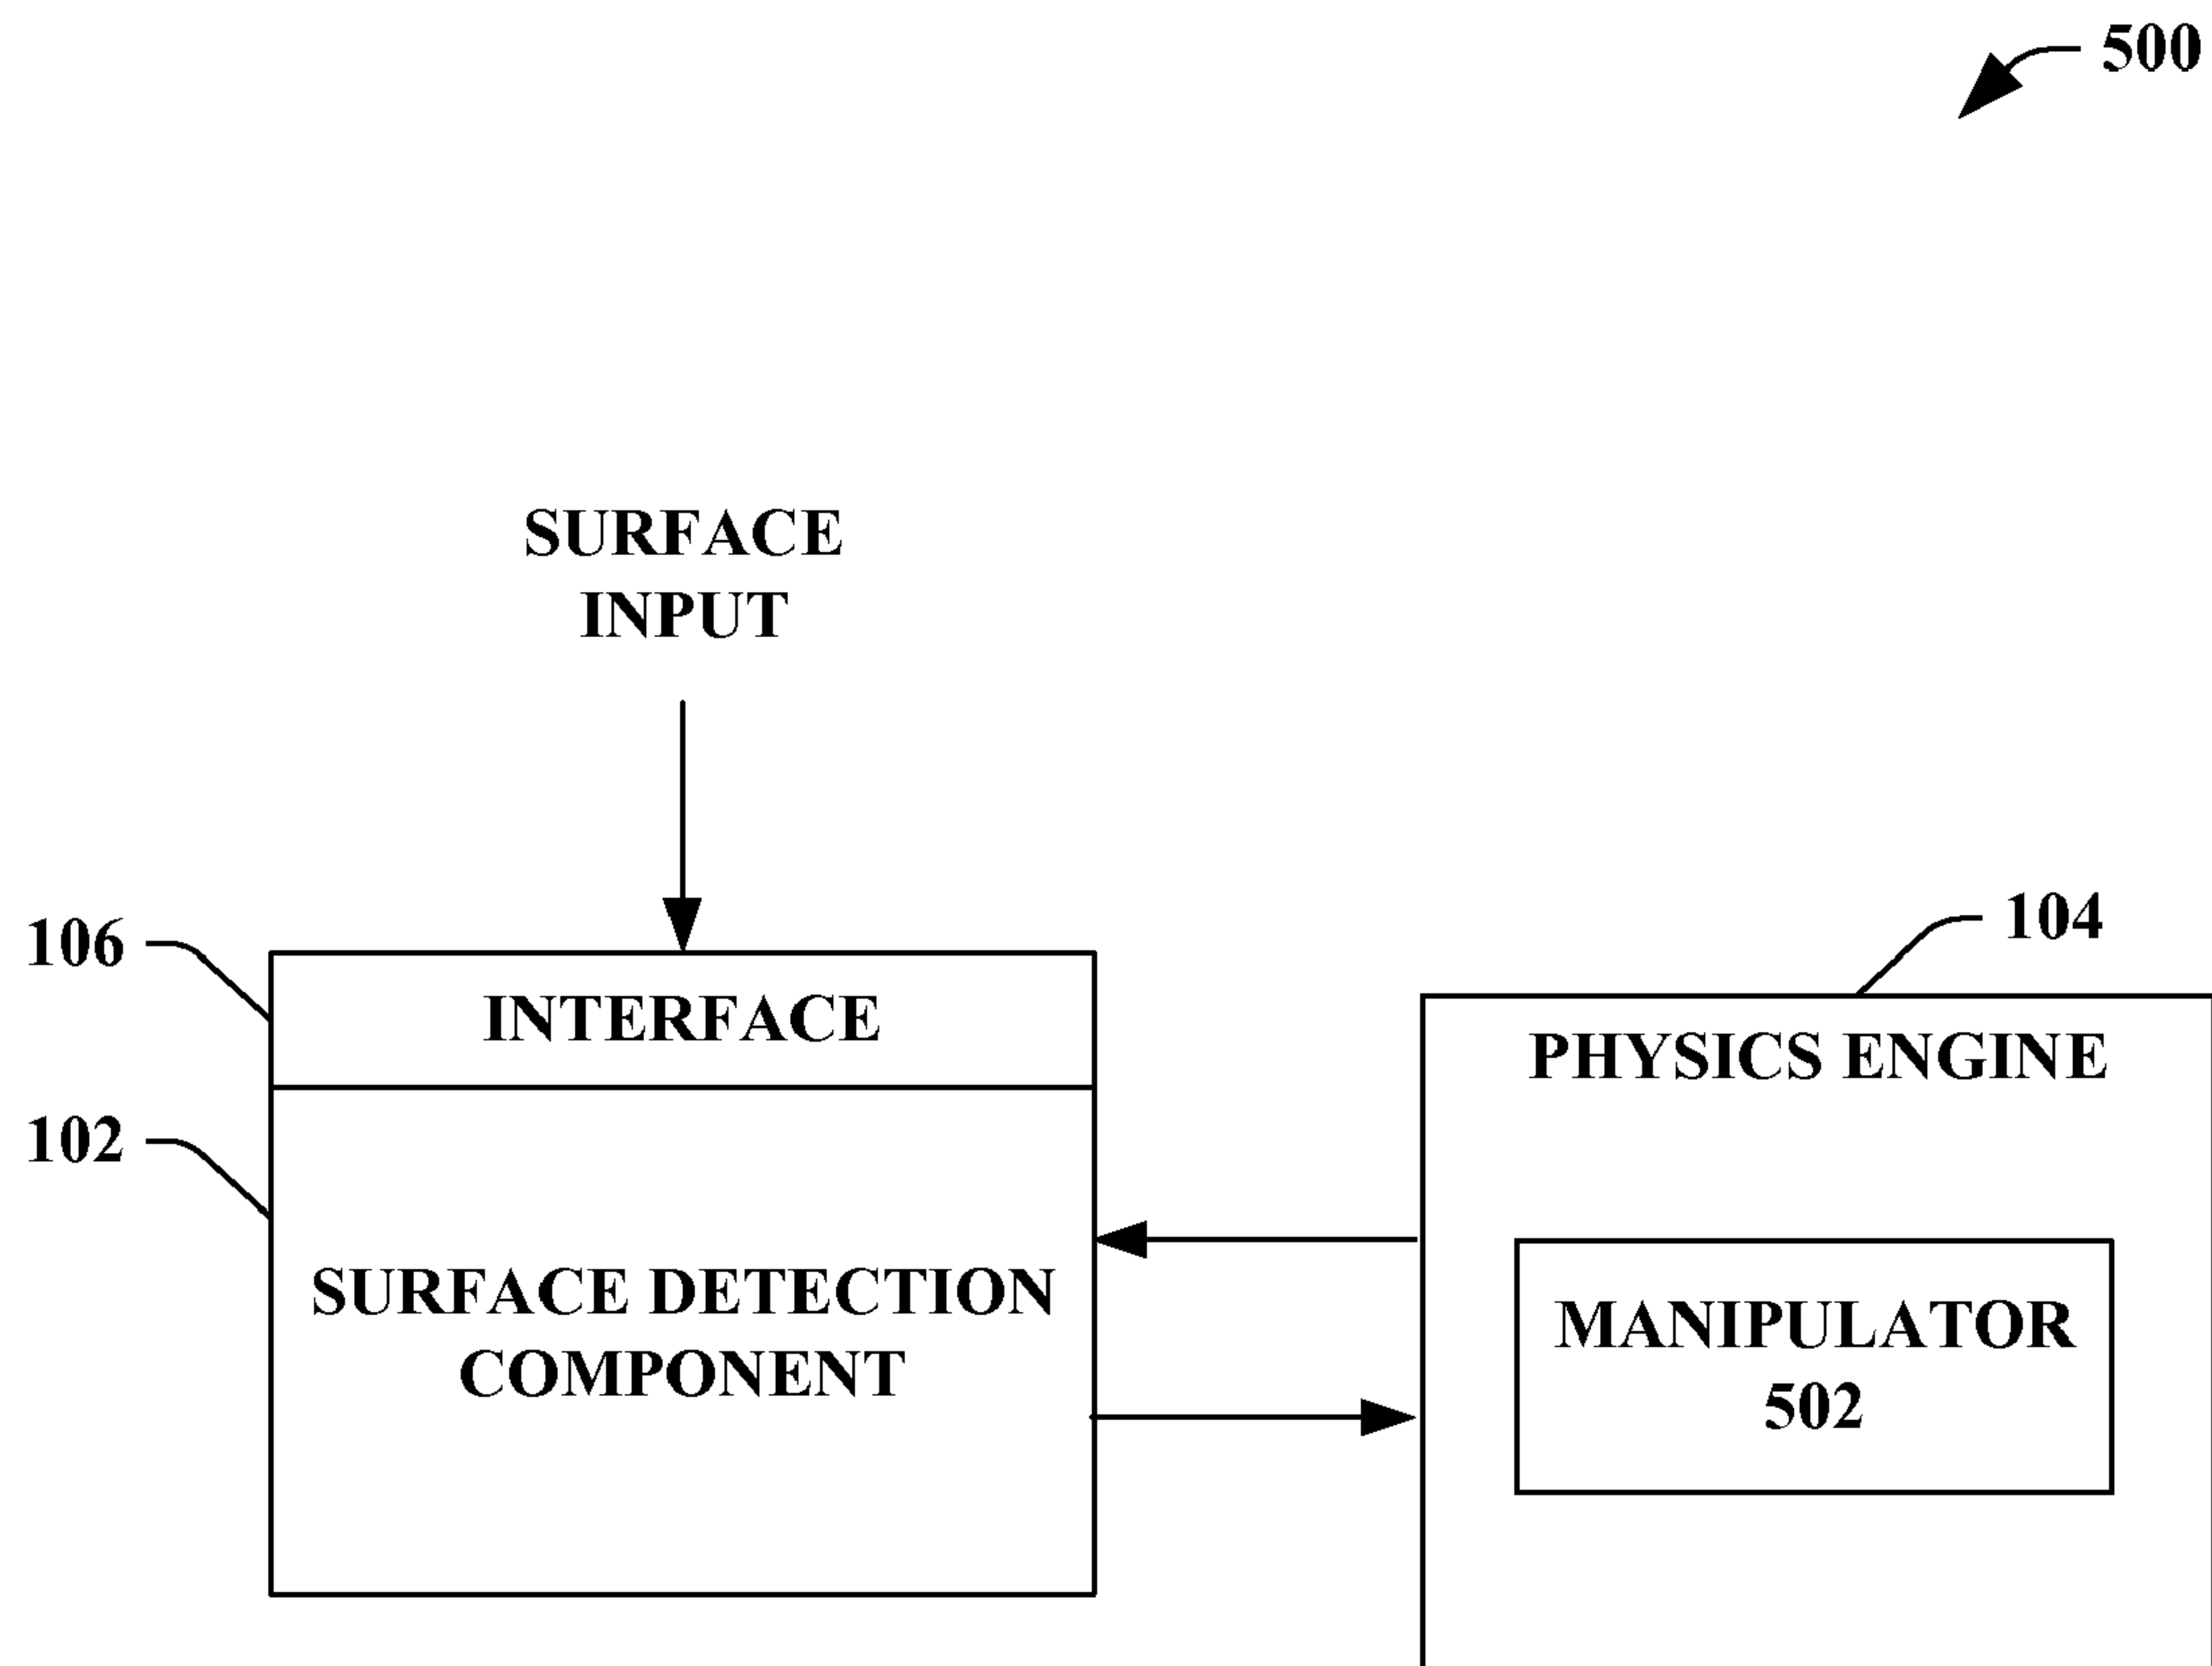 500
SURFACE
INPUT
106
INTERFACE
104
PHYSICS ENGINE
102
SURFACE DETECTION
COMPONENT
MANIPULATOR
502